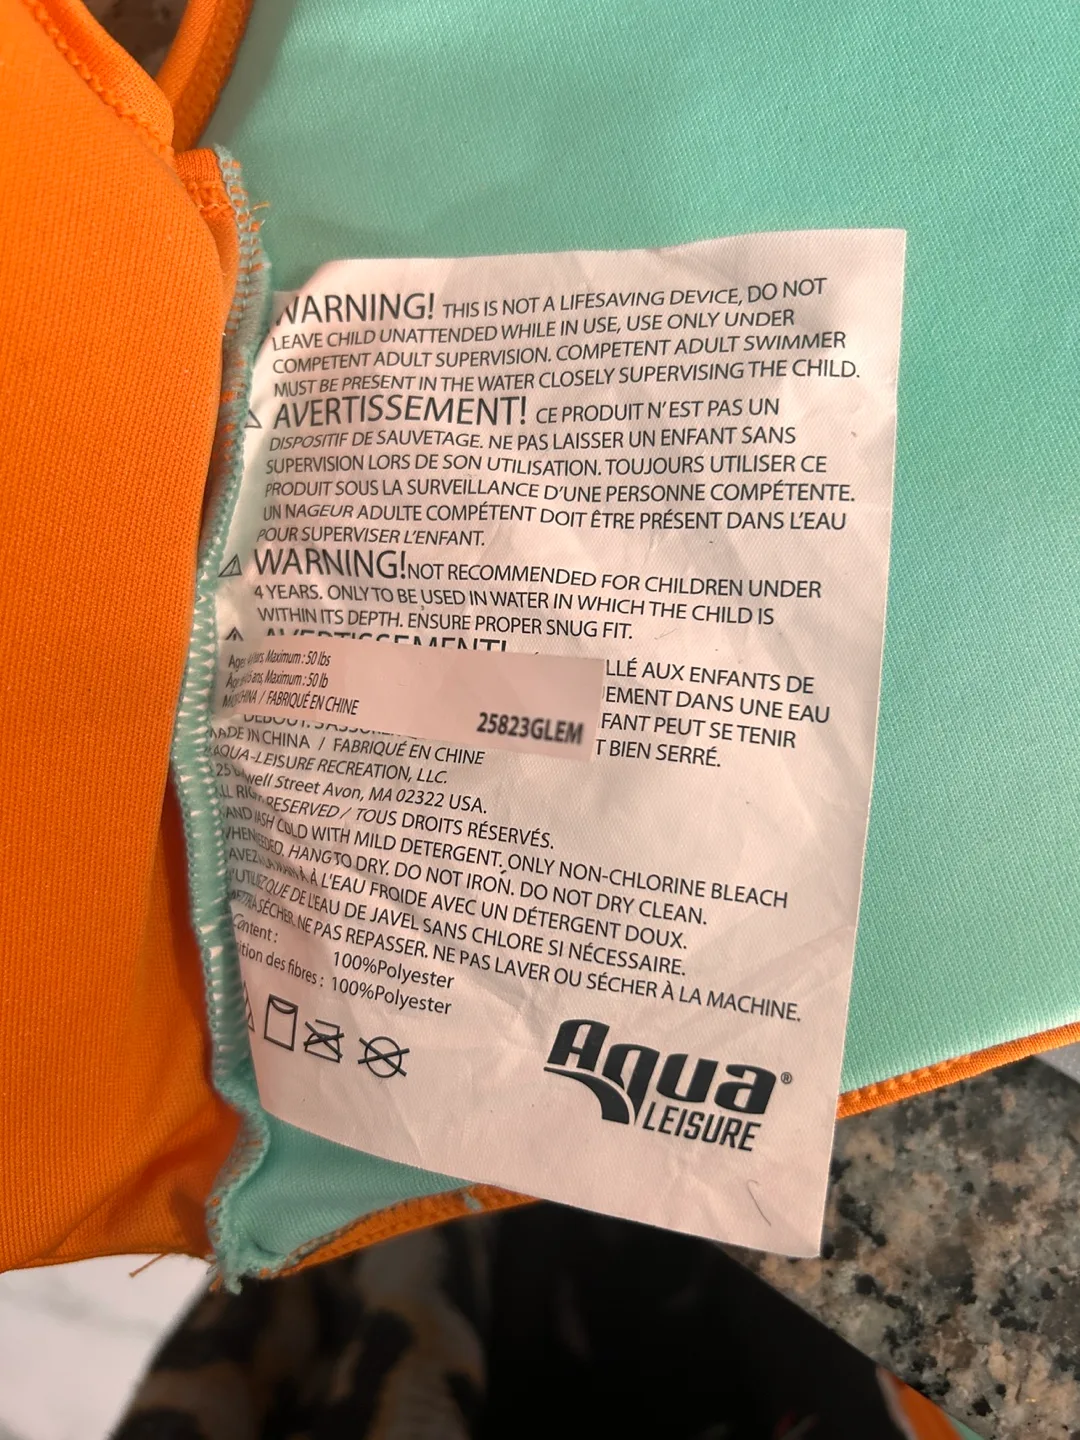 WARNING! THIS IS NOT A LIFESAVING DEVICE, DO NOT
LEAVE CHILD UNATTENDED WHILE IN USE, USE ONLY UNDER
COMPETENT ADULT SUPERVISION. COMPETENT ADULT SWIMMER
MUST BE PRESENT IN THE WATER CLOSELY SUPERVISING THE CHILD.
AVERTISSEMENT! CE PRODUIT N'EST PAS UN
DISPOSITIF DE SAUVETAGE. NE PAS LAISSER UN ENFANT SANS
SUPERVISION LORS DE SON UTILISATION. TOUJOURS UTILISER CE
PRODUIT SOUS LA SURVEILLANCE D'UNE PERSONNE COMPÉTENTE.
UN NAGEUR ADULTE COMPÉTENT DOIT ÊTRE PRÉSENT DANS L'EAU
POUR SUPERVISER L'ENFANT.
WARNING! NOT RECOMMENDED FOR CHILDREN UNDER
4 YEARS. ONLY TO BE USED IN WATER IN WHICH THE CHILD IS
WITHIN ITS DEPTH. ENSURE PROPER SNUG FIT.
AVERTISSEMENT!
LLÉ AUX ENFANTS DE
EMENT DANS UNE EAU
FANT PEUT SE TENIR
T BIEN SERRÉ.
Maximum : 50 lbs
ans, Maximum : 50 lb
CHINA / FABRIQUÉ EN CHINE
25823GLEM
DEBOUT.
ADE IN CHINA / FABRIQUÉ EN CHINE
AQUA-LEISURE RECREATION, LLC.
well Street Avon, MA 02322 USA.
RESERVED / TOUS DROITS RÉSERVÉS.
COLD WITH MILD DETERGENT. ONLY NON-CHLORINE BLEACH
HANG TO DRY. DO NOT IRON. DO NOT DRY CLEAN.
À L'EAU FROIDE AVEC UN DÉTERGENT DOUX.
QUE DE L'EAU DE JAVEL SANS CHLORE SI NÉCESSAIRE.
SÉCHER. NE PAS REPASSER. NE PAS LAVER OU SÉCHER À LA MACHINE.
Content : 100%Polyester
ition des fibres : 100%Polyester
Aqua®
LEISURE